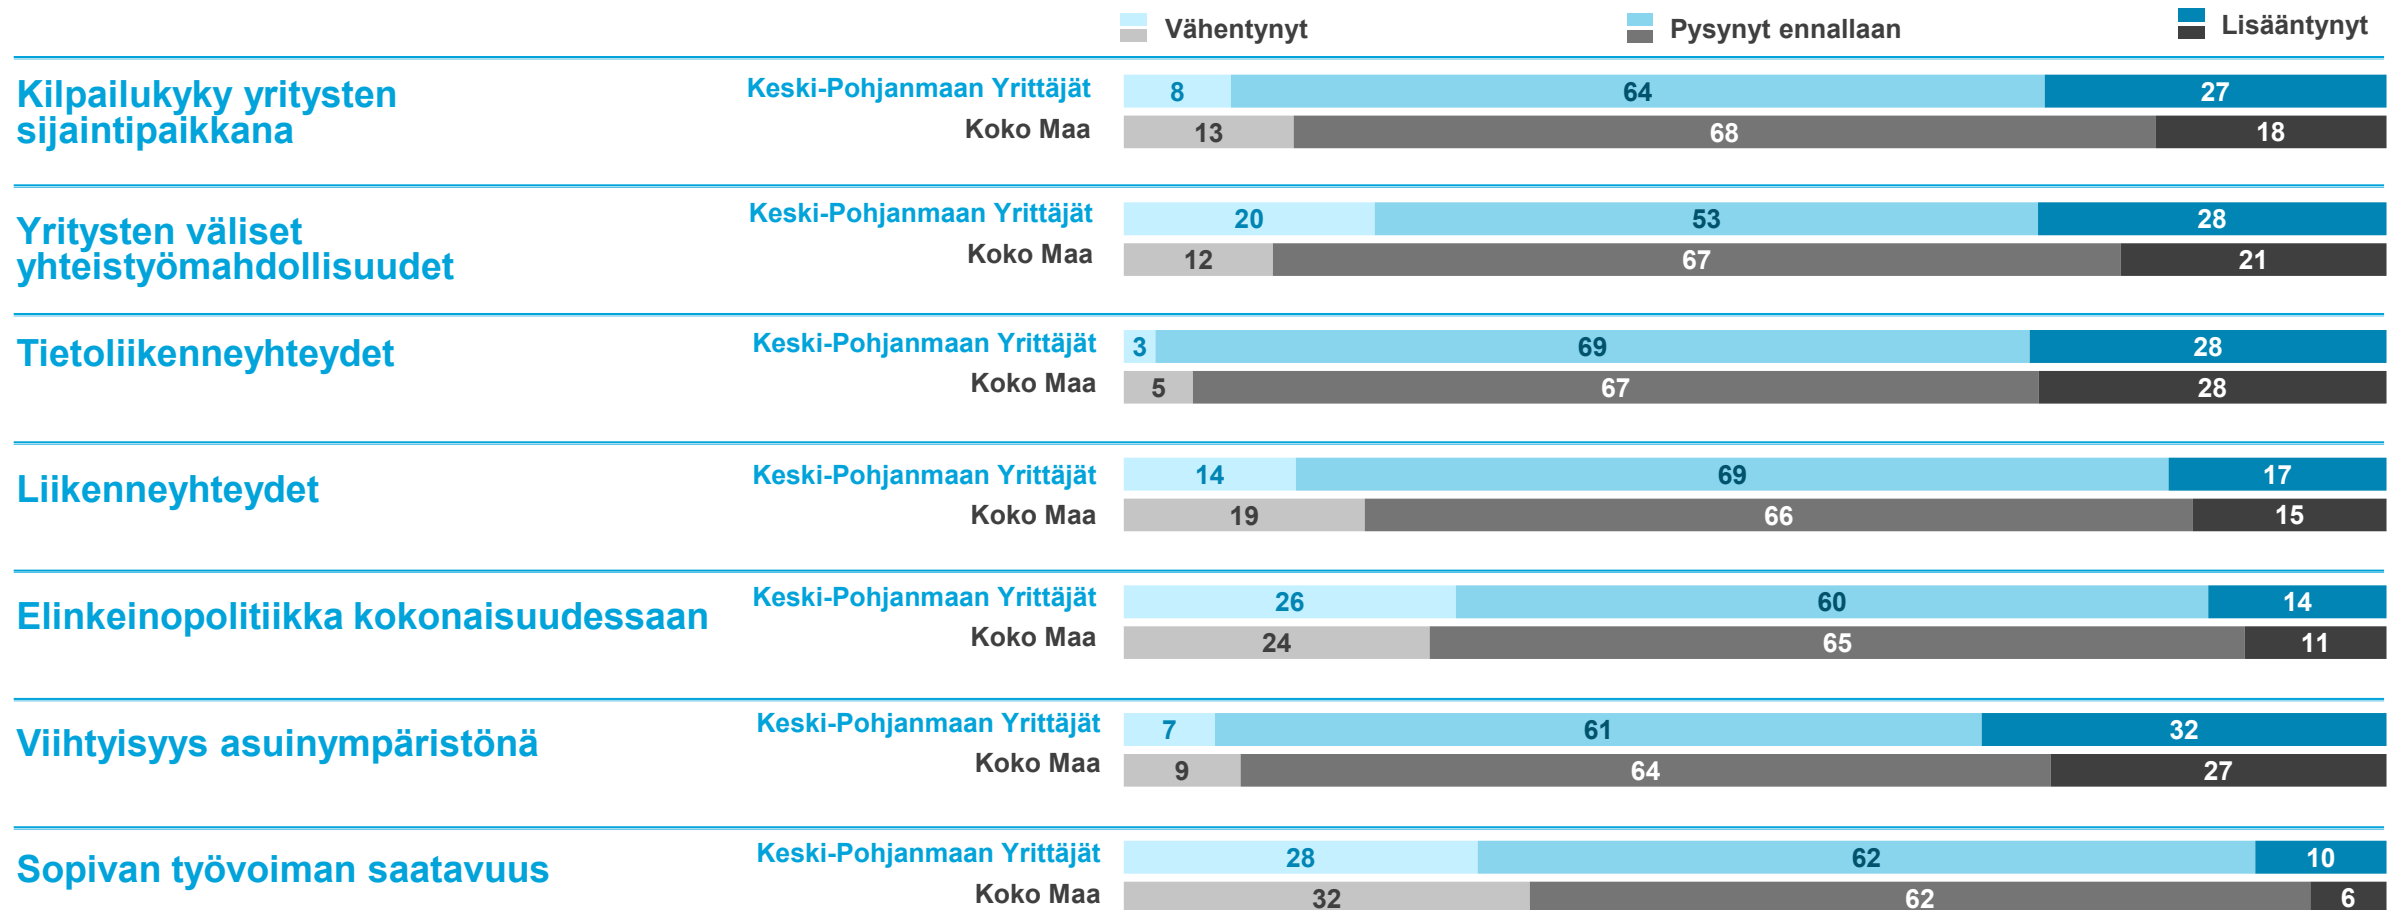 Vähentynyt Pysynyt ennallaan Lisääntynyt
Kilpailukyky yritysten
sijaintipaikkana
Keski-Pohjanmaan Yrittäjät 8 64 27
Koko Maa 13 68 18
Yritysten väliset
yhteistyömahdollisuudet
Keski-Pohjanmaan Yrittäjät 20 53 28
Koko Maa 12 67 21
Tietoliikenneyhteydet
Keski-Pohjanmaan Yrittäjät 3 69 28
Koko Maa 5 67 28
Liikenneyhteydet
Keski-Pohjanmaan Yrittäjät 14 69 17
Koko Maa 19 66 15
Elinkeinopolitiikka kokonaisuudessaan
Keski-Pohjanmaan Yrittäjät 26 60 14
Koko Maa 24 65 11
Viihtyisyys asuinympäristönä
Keski-Pohjanmaan Yrittäjät 7 61 32
Koko Maa 9 64 27
Sopivan työvoiman saatavuus
Keski-Pohjanmaan Yrittäjät 28 62 10
Koko Maa 32 62 6